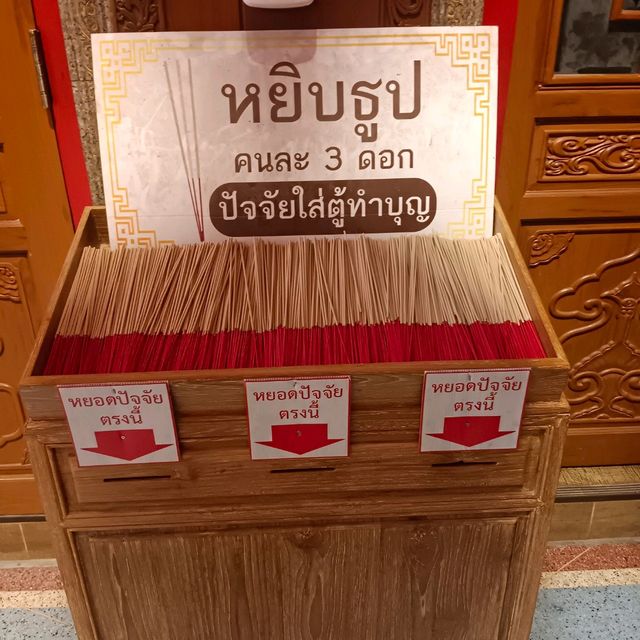 หยิบธูป
คนละ 3 ดอก
ปัจจัยใส่ตู้ทำบุญ
หยอดปัจจัย
ตรงนี้
หยอดปัจจัย
ตรงนี้
หยอดปัจจัย
ตรงนี้